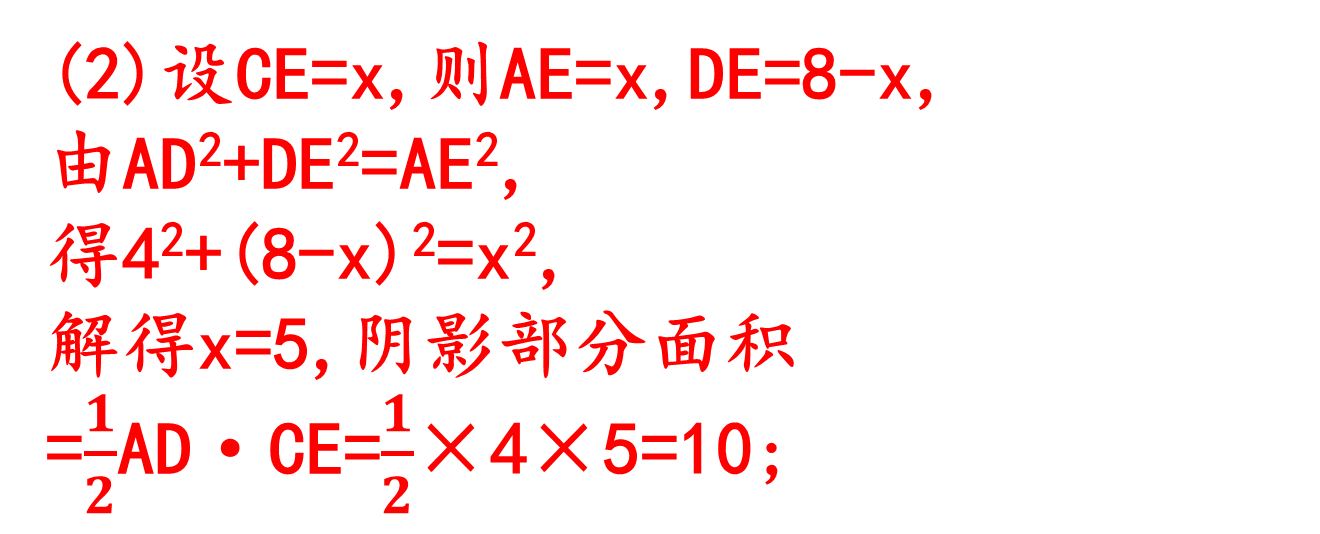 (2)设CE=x,则AE=x,DE=8-x,
由AD²+DE²=AE²,
得4²+(8-x)²=x²,
解得x=5,阴影部分面积
=1/2AD·CE=1/2×4×5=10;